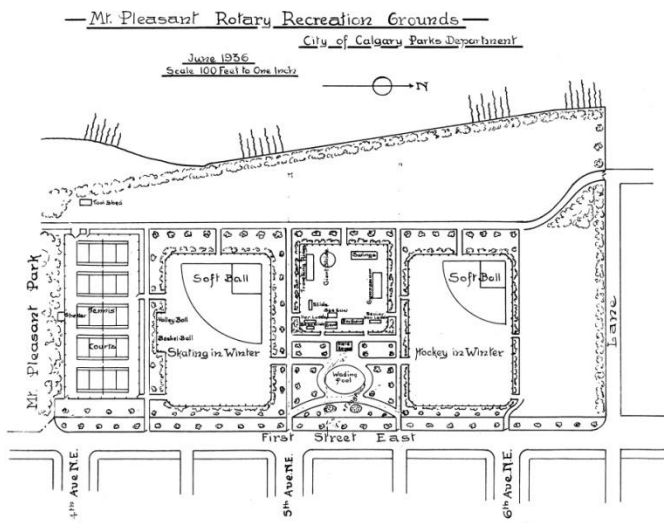 Mt. Pleasant Rotary Recreation Grounds
City of Calgary Parks Department
June 1936
Scale 100 Feet to One Inch
N
Tool Shed
Mt. Pleasant Park
Shelter
Tennis
Courts
Soft Ball
Volley Ball
Basket Ball
Skating in Winter
Swings
Slide
Wading
Pool
Soft Ball
Hockey in Winter
Lane
First Street East
4th Ave N.E.
5th Ave N.E.
6th Ave N.E.